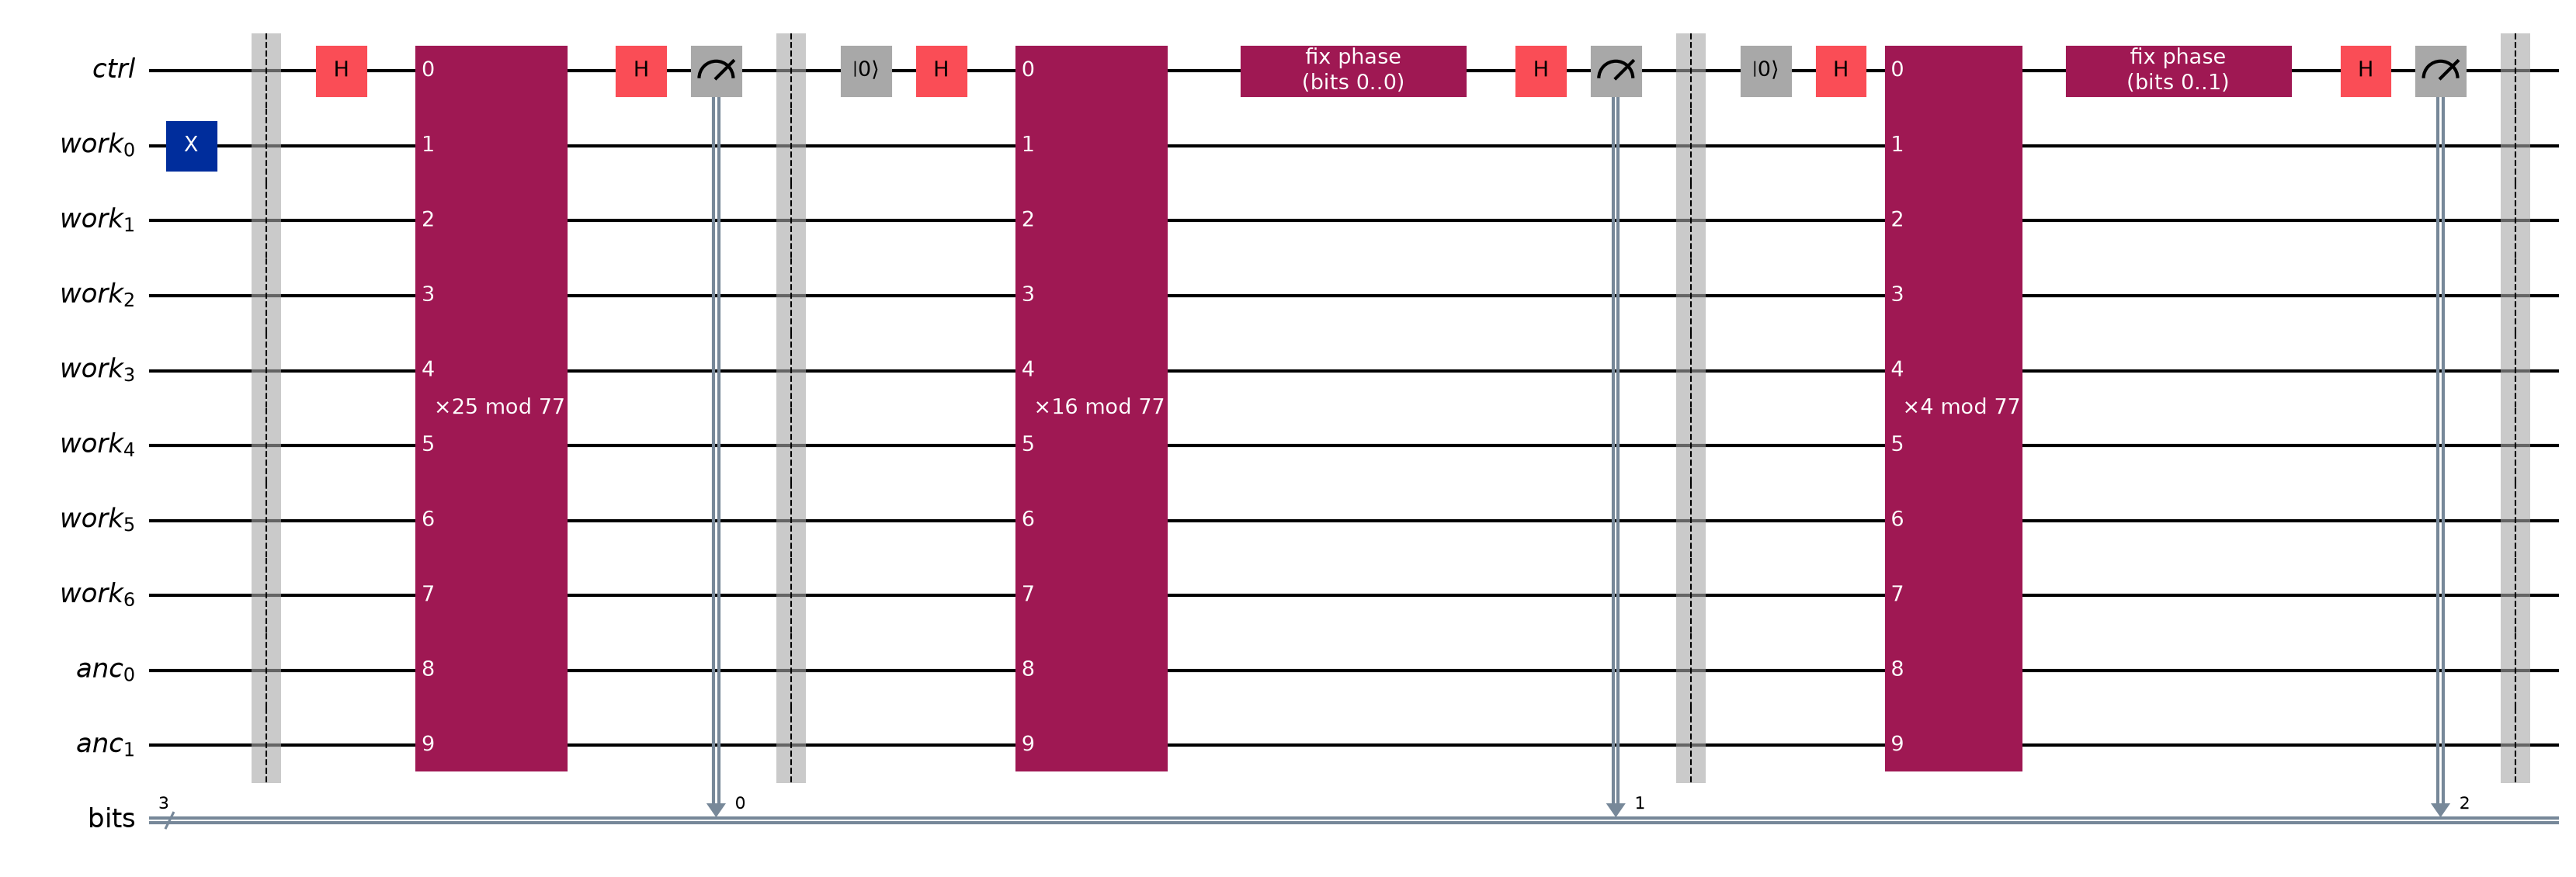 ctrl H 0 H |0⟩ H 0 fix phase H |0⟩ H 0 fix phase H
(bits 0..0) (bits 0..1)
work0 X 1 1 1
work1 2 2 2
work2 3 3 3
work3 4 4 4
×25 mod 77 ×16 mod 77 ×4 mod 77
work4 5 5 5
work5 6 6 6
work6 7 7 7
anc0 8 8 8
anc1 9 9 9
3 0 1 2
bits